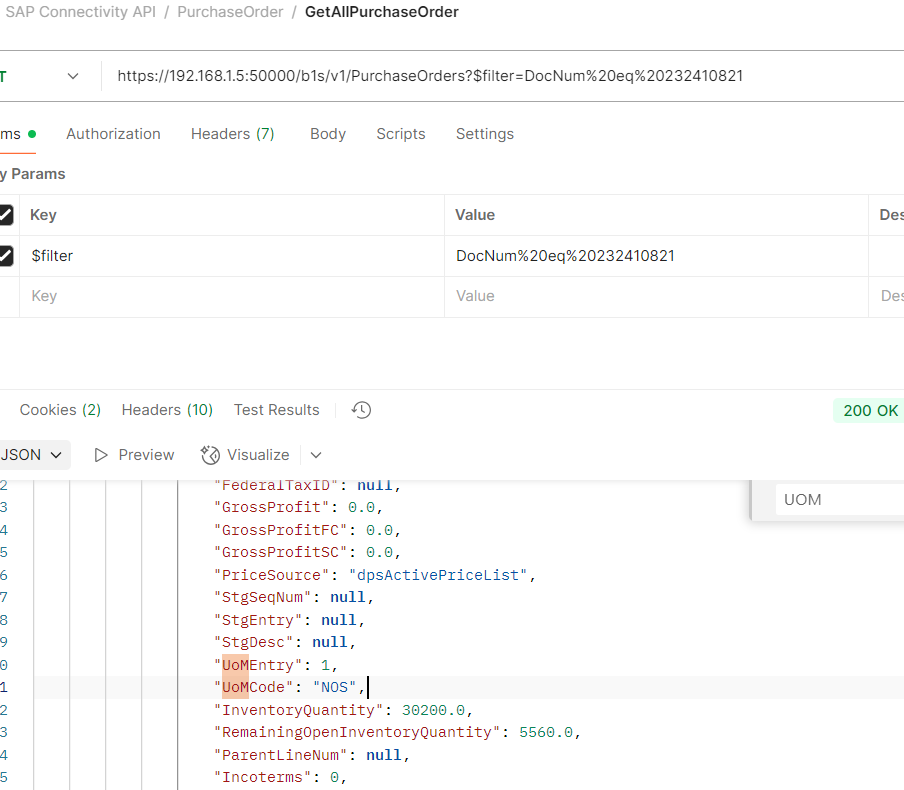 SAP Connectivity API / PurchaseOrder / GetAllPurchaseOrder
T https://192.168.1.5:50000/b1s/v1/PurchaseOrders?$filter=DocNum%20eq%20232410821
ms Authorization Headers (7) Body Scripts Settings
y Params
Key Value Des
$filter DocNum%20eq%20232410821
Key Value Des
Cookies (2) Headers (10) Test Results 200 OK
JSON Preview Visualize
2 "FederalTaxID": null,
3 "GrossProfit": 0.0,
4 "GrossProfitFC": 0.0,
5 "GrossProfitSC": 0.0,
6 "PriceSource": "dpsActivePriceList",
7 "StgSeqNum": null,
8 "StgEntry": null,
9 "StgDesc": null,
0 "UoMEntry": 1,
1 "UoMCode": "NOS",
2 "InventoryQuantity": 30200.0,
3 "RemainingOpenInventoryQuantity": 5560.0,
4 "ParentLineNum": null,
5 "Incoterms": 0,
UOM